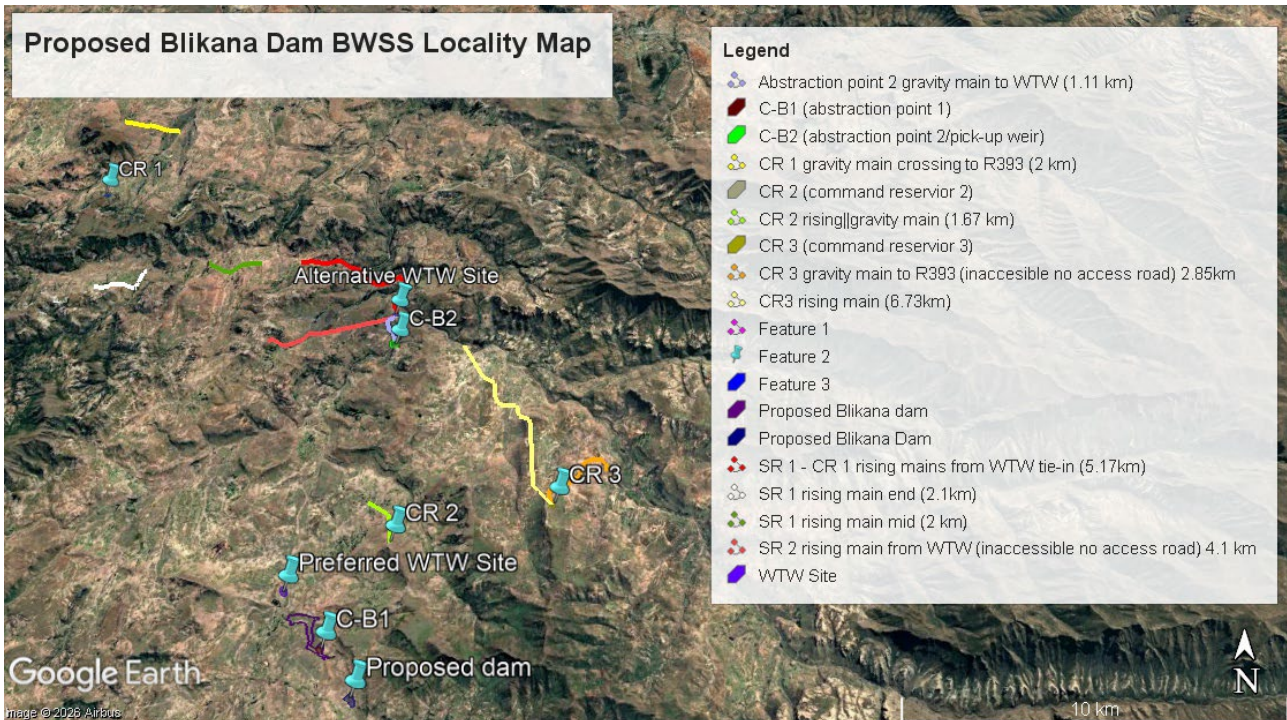 Proposed Blikana Dam BWSS Locality Map
Legend
Abstraction point 2 gravity main to WTW (1.11 km)
C-B1 (abstraction point 1)
C-B2 (abstraction point 2/pick-up weir)
CR 1 gravity main crossing to R393 (2 km)
CR 2 (command reservior 2)
CR 2 rising||gravity main (1.67 km)
CR 3 (command reservior 3)
CR 3 gravity main to R393 (inaccesible no access road) 2.85km
CR3 rising main (6.73km)
Feature 1
Feature 2
Feature 3
Proposed Blikana dam
Proposed Blikana Dam
SR 1 - CR 1 rising mains from WTW tie-in (5.17km)
SR 1 rising main end (2.1km)
SR 1 rising main mid (2 km)
SR 2 rising main from WTW (inaccessible no access road) 4.1 km
WTW Site
CR 1
Alternative WTW Site
C-B2
CR 3
CR 2
Preferred WTW Site
C-B1
Proposed dam
Google Earth
Image © 2026 Airbus
10 km
N